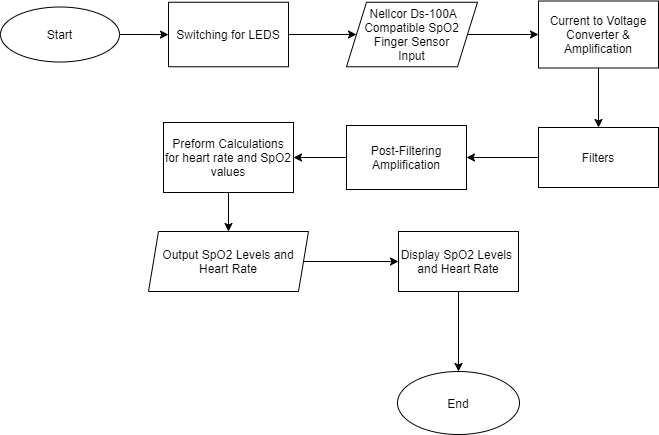 Start
Switching for LEDS
Nellcor Ds-100A
Compatible SpO2
Finger Sensor
Input
Current to Voltage
Converter &
Amplification
Filters
Post-Filtering
Amplification
Preform Calculations
for heart rate and SpO2
values
Output SpO2 Levels and
Heart Rate
Display SpO2 Levels
and Heart Rate
End